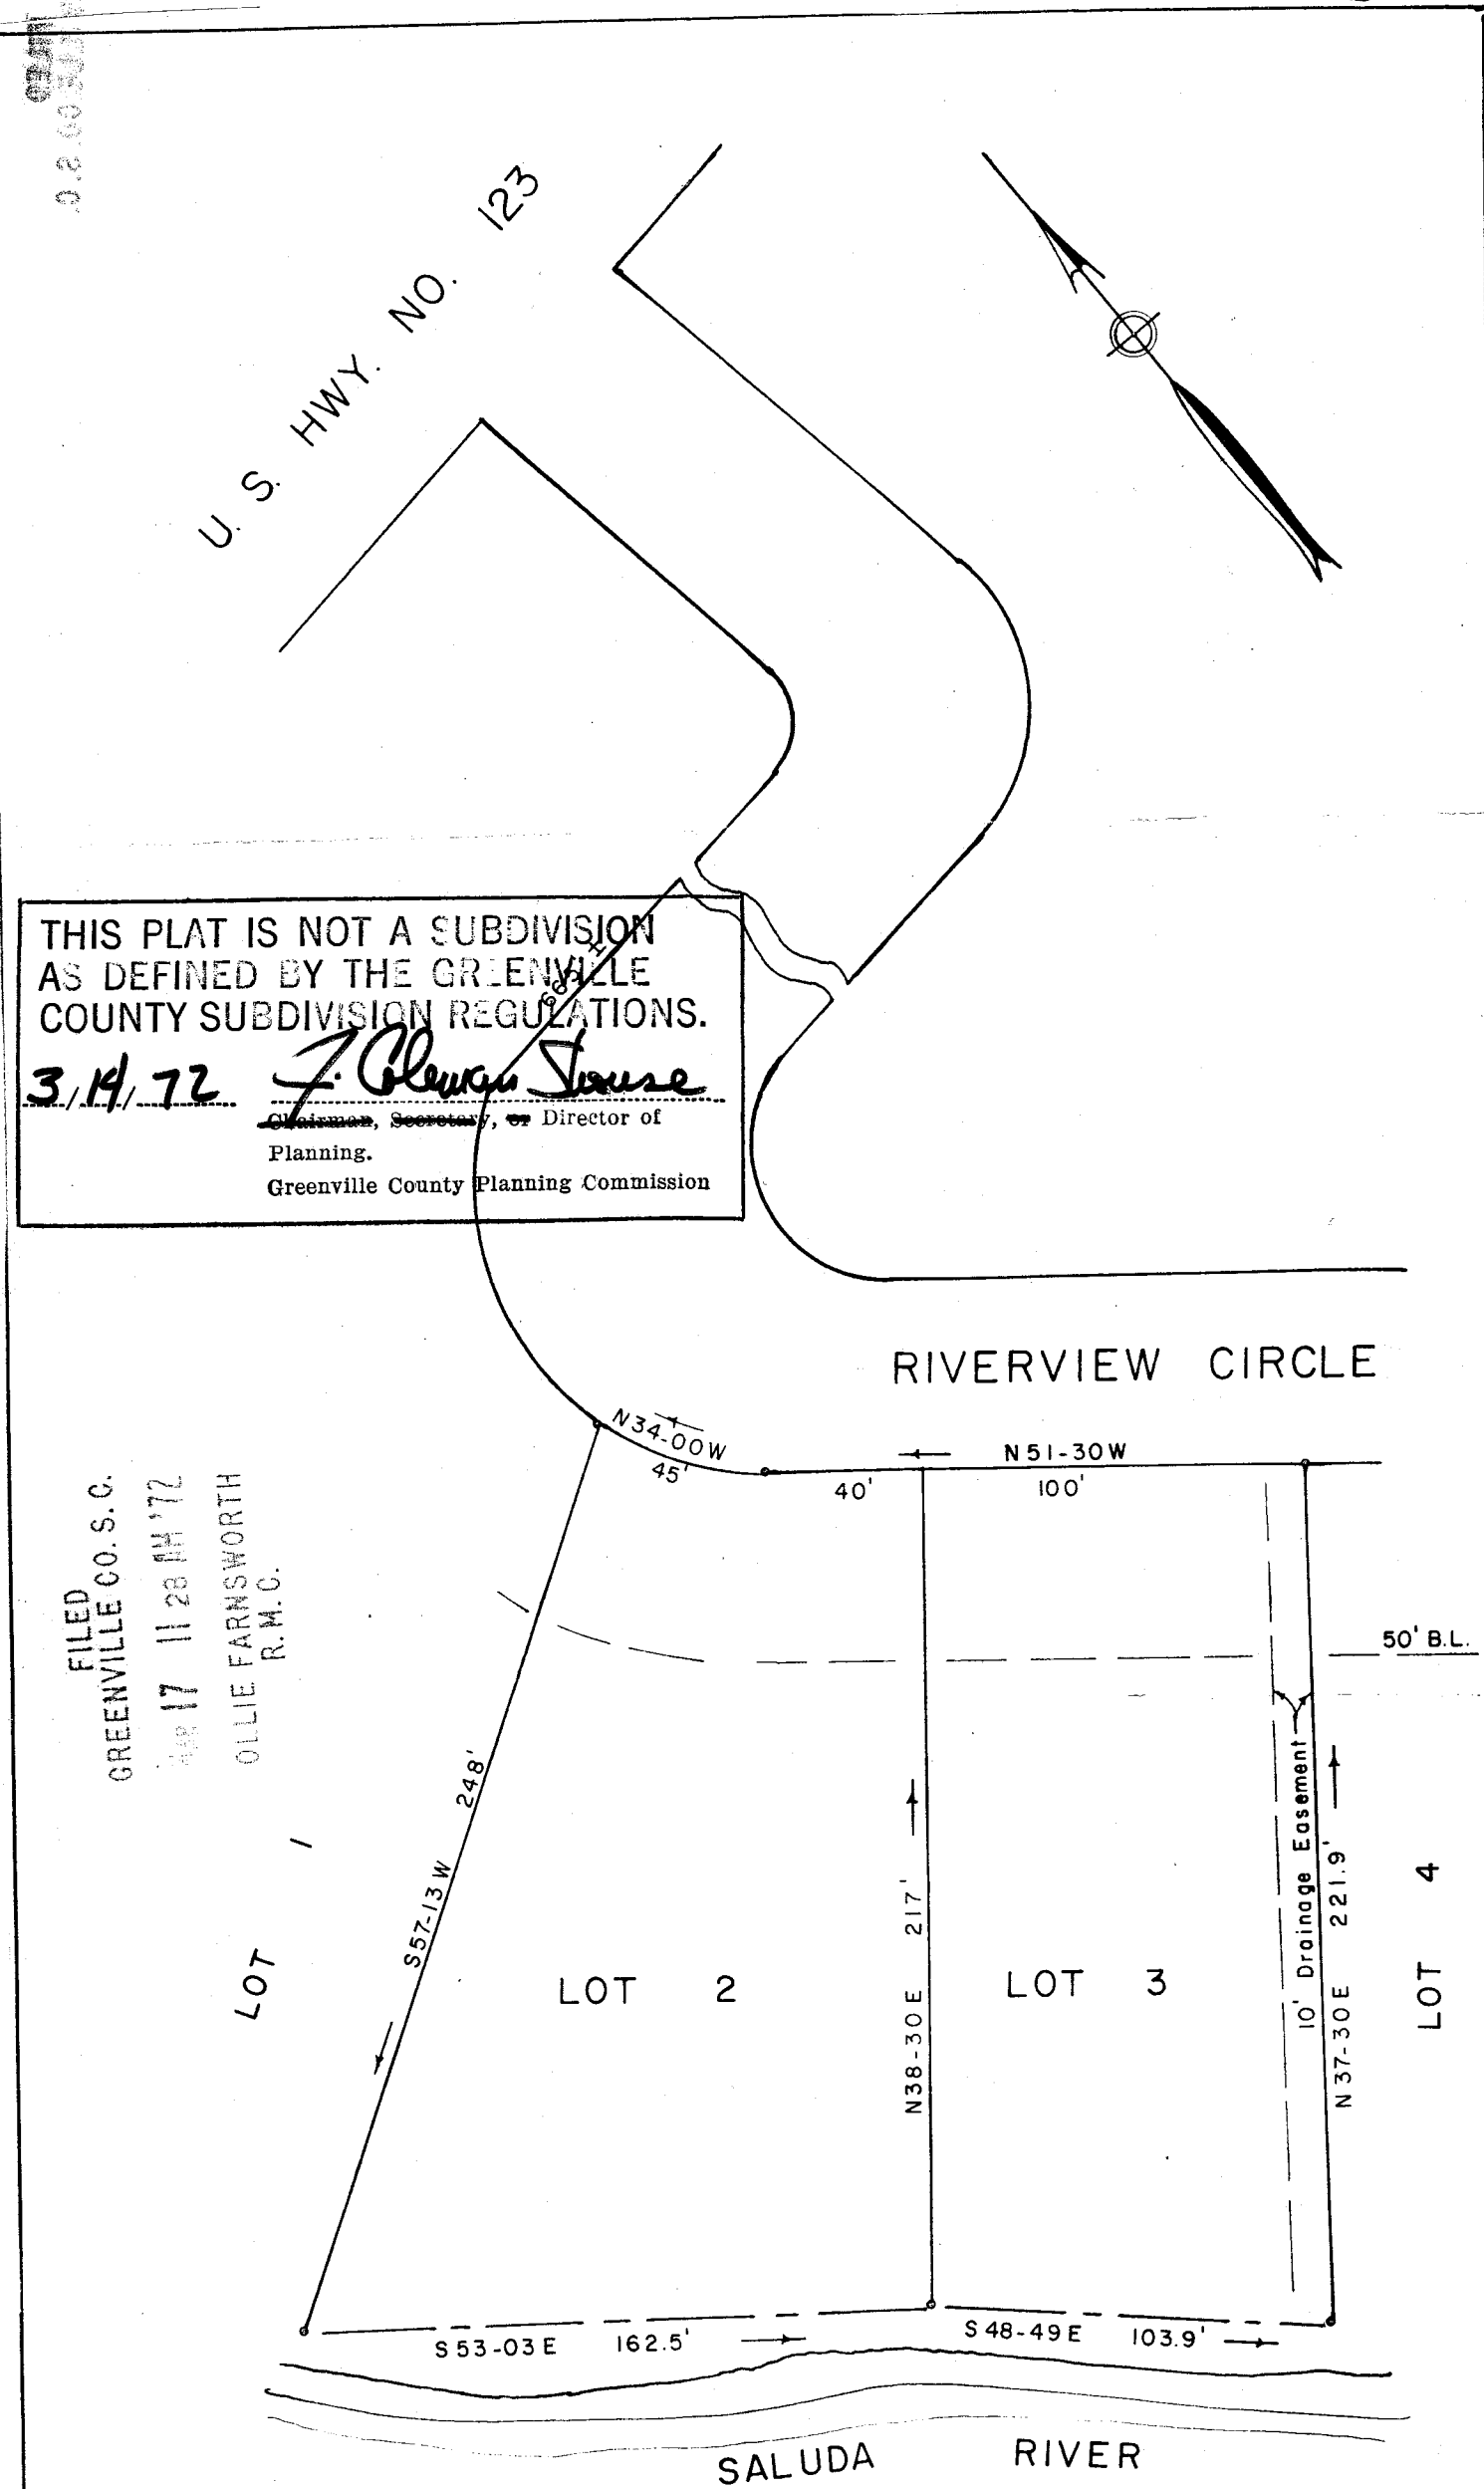 U. S. HWY. NO. 123
THIS PLAT IS NOT A SUBDIVISION
AS DEFINED BY THE GREENVILLE
COUNTY SUBDIVISION REGULATIONS.
3/14/72 F. Coleman Shouse
Chairman, Secretary, or Director of
Planning.
Greenville County Planning Commission
RIVERVIEW CIRCLE
N34-00W
45'
N51-30W
40'
100'
FILED
GREENVILLE CO. S. C.
17 11 28 AM '72
OLLIE FARNSWORTH
R. M. C.
50' B.L.
LOT 1
S57-13W 248'
LOT 2
N38-30E 217'
LOT 3
10' Drainage Easement
N37-30E 221.9'
LOT 4
S53-03E 162.5'
S48-49E 103.9'
SALUDA RIVER